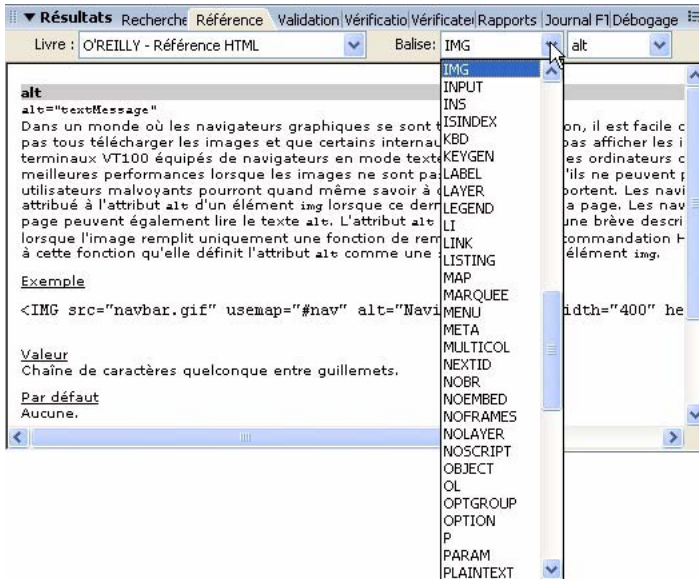 Résultats Recherche Référence Validation Vérificatio Vérificateu Rapports Journal FT Débogage
Livre : O'REILLY - Référence HTML Balise: IMG alt
alt
alt="textMessage"
Dans un monde où les navigateurs graphiques se sont on, il est facile
pas tous télécharger les images et que certains internau pas afficher les
terminaux VT100 équipés de navigateurs en mode texte es ordinateurs
meilleures performances lorsque les images ne sont pa 'ils ne peuvent
utilisateurs malvoyants pourront quand même savoir à portent. Les navi
attribué à l'attribut alt d'un élément img lorsque ce dern a page. Les nav
page peuvent également lire le texte alt. L'attribut alt une brève descri
lorsque l'image remplit uniquement une fonction de rem commandation H
à cette fonction qu'elle définit l'attribut alt comme une élément img.
Exemple
<IMG src="navbar.gif" usemap="#nav" alt="Navi idth="400" he
Valeur
Chaîne de caractères quelconque entre guillemets.
Par défaut
Aucune.
IMG
INPUT
INS
ISINDEX
KBD
KEYGEN
LABEL
LAYER
LEGEND
LI
LINK
LISTING
MAP
MARQUEE
MENU
META
MULTICOL
NEXTID
NOBR
NOEMBED
NOFRAMES
NOLAYER
NOSCRIPT
OBJECT
OL
OPTGROUP
OPTION
P
PARAM
PLAINTEXT